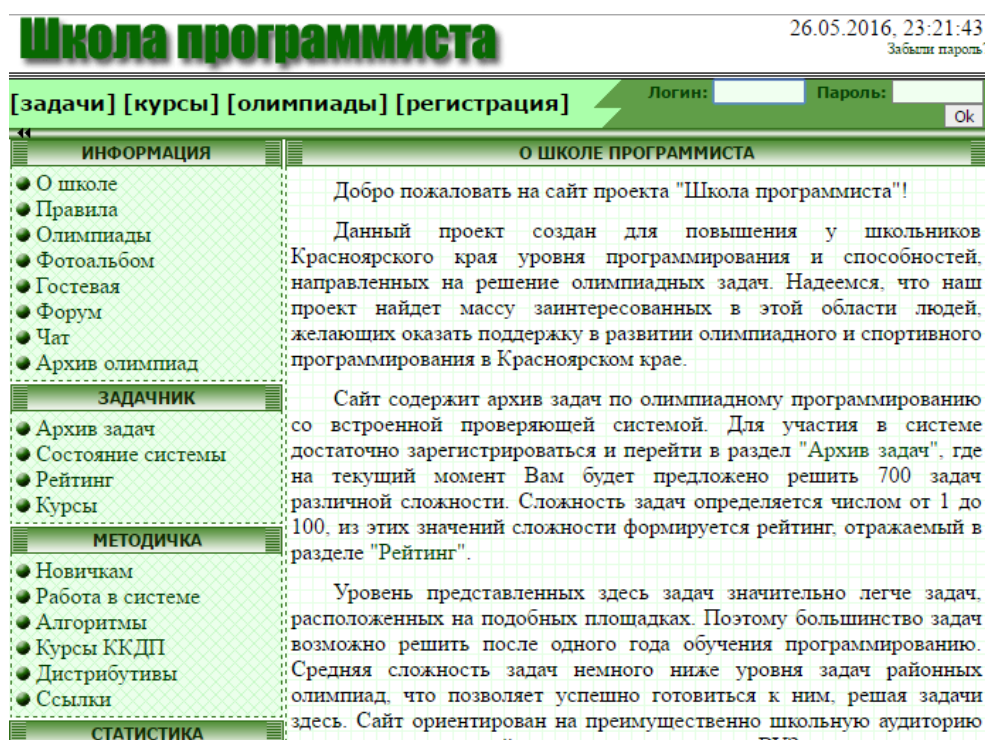 Школа программиста
26.05.2016, 23:21:43
Забыли пароль?
[задачи] [курсы] [олимпиады] [регистрация]
Логин:
Пароль:
Ok
ИНФОРМАЦИЯ
О школе
Правила
Олимпиады
Фотоальбом
Гостевая
Форум
Чат
Архив олимпиад
ЗАДАЧНИК
Архив задач
Состояние системы
Рейтинг
Курсы
МЕТОДИЧКА
Новичкам
Работа в системе
Алгоритмы
Курсы ККДП
Дистрибутивы
Ссылки
СТАТИСТИКА
О ШКОЛЕ ПРОГРАММИСТА
Добро пожаловать на сайт проекта "Школа программиста"!
Данный проект создан для повышения у школьников
Красноярского края уровня программирования и способностей,
направленных на решение олимпиадных задач. Надеемся, что наш
проект найдет массу заинтересованных в этой области людей,
желающих оказать поддержку в развитии олимпиадного и спортивного
программирования в Красноярском крае.
Сайт содержит архив задач по олимпиадному программированию
со встроенной проверяющей системой. Для участия в системе
достаточно зарегистрироваться и перейти в раздел "Архив задач", где
на текущий момент Вам будет предложено решить 700 задач
различной сложности. Сложность задач определяется числом от 1 до
100, из этих значений сложности формируется рейтинг, отражаемый в
разделе "Рейтинг".
Уровень представленных здесь задач значительно легче задач,
расположенных на подобных площадках. Поэтому большинство задач
возможно решить после одного года обучения программированию.
Средняя сложность задач немного ниже уровня задач районных
олимпиад, что позволяет успешно готовиться к ним, решая задачи
здесь. Сайт ориентирован на преимущественно школьную аудиторию